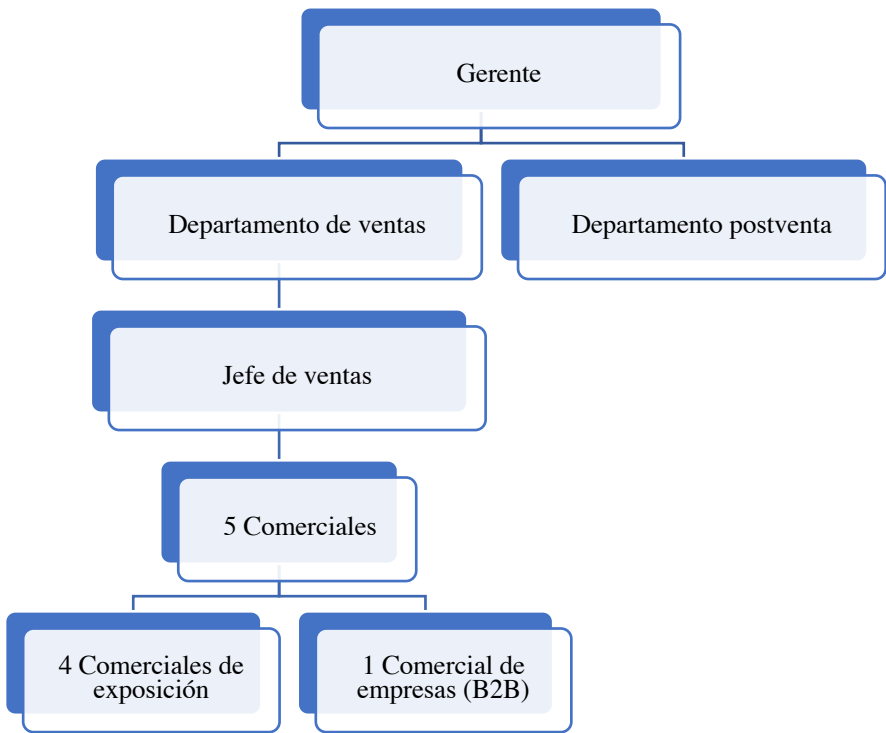 Gerente
Departamento de ventas
Departamento postventa
Jefe de ventas
5 Comerciales
4 Comerciales de
exposición
1 Comercial de
empresas (B2B)